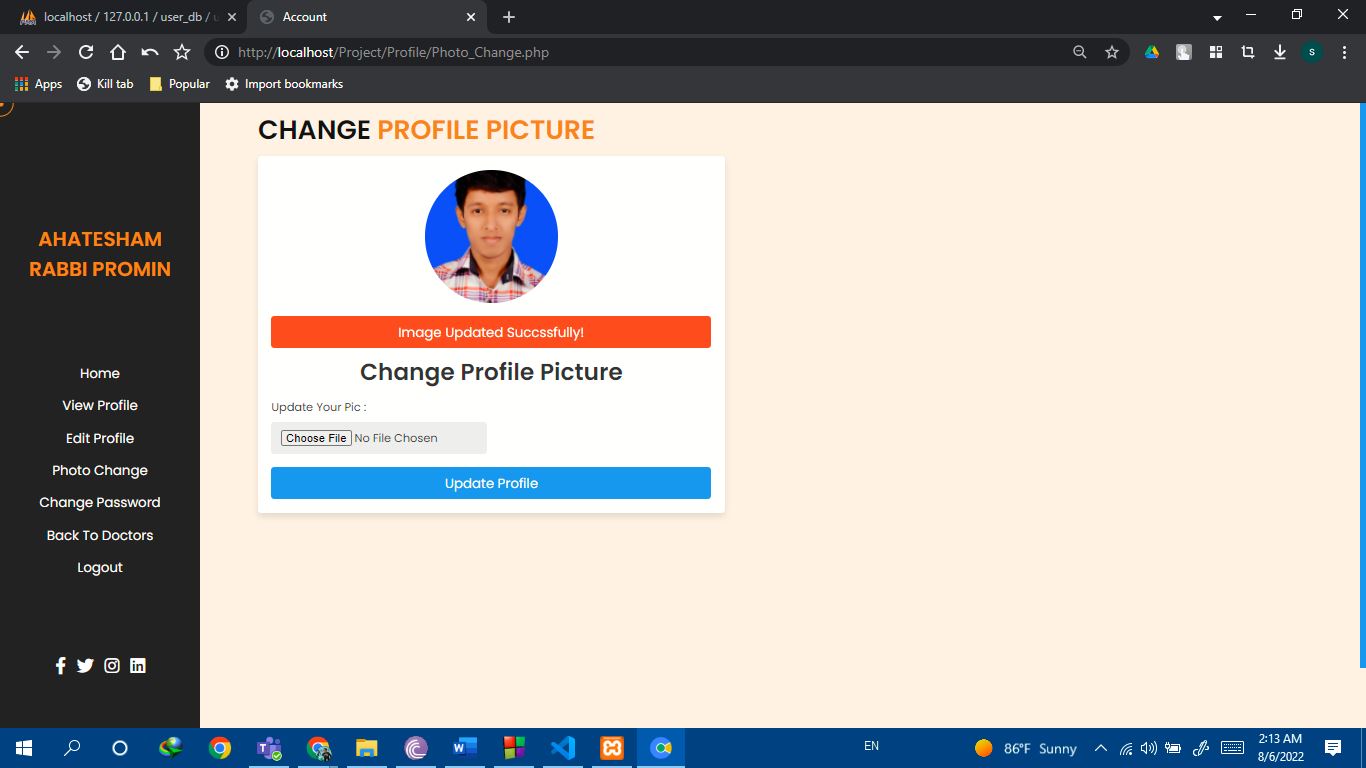 localhost / 127.0.0.1 / user_db / u
Account
http://localhost/Project/Profile/Photo_Change.php
S
Apps
Kill tab
Popular
Import bookmarks
AHATESHAM
RABBI PROMIN
Home
View Profile
Edit Profile
Photo Change
Change Password
Back To Doctors
Logout
CHANGE PROFILE PICTURE
Image Updated Succssfully!
Change Profile Picture
Update Your Pic :
Choose File No File Chosen
Update Profile
EN
86°F Sunny
2:13 AM
8/6/2022